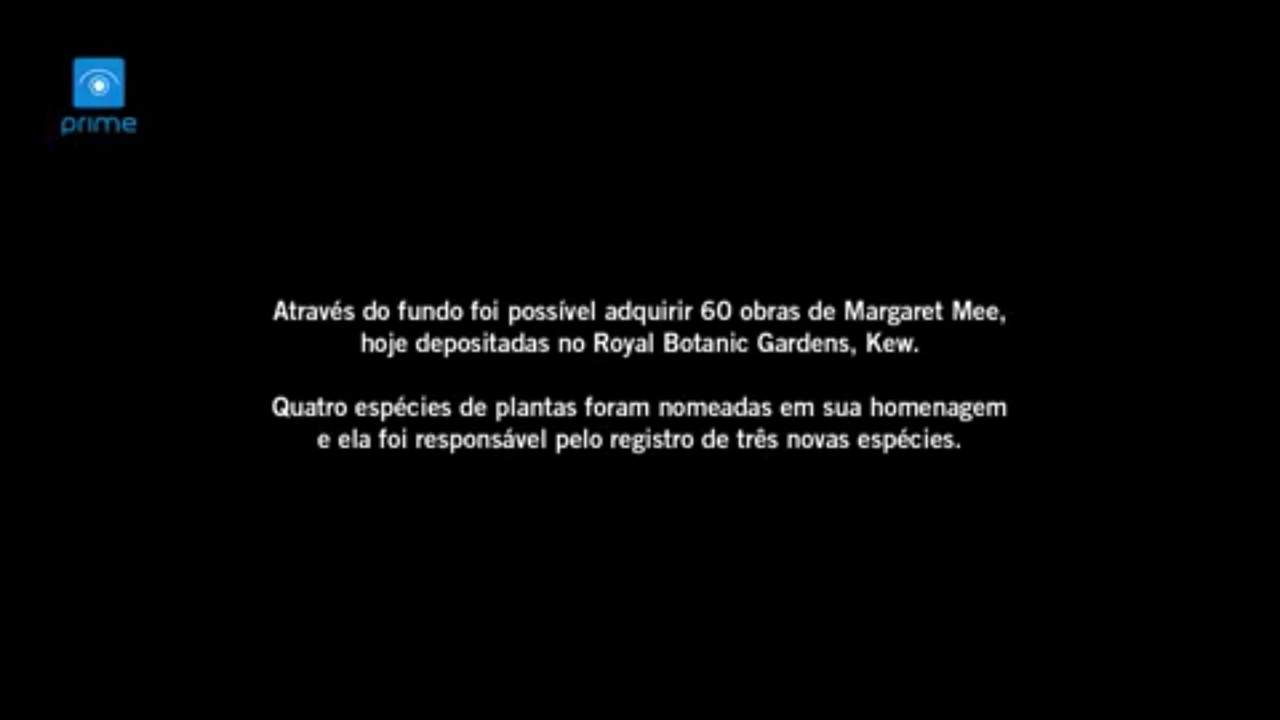 prime
Através do fundo foi possível adquirir 60 obras de Margaret Mee,
hoje depositadas no Royal Botanic Gardens, Kew.
Quatro espécies de plantas foram nomeadas em sua homenagem
e ela foi responsável pelo registro de três novas espécies.